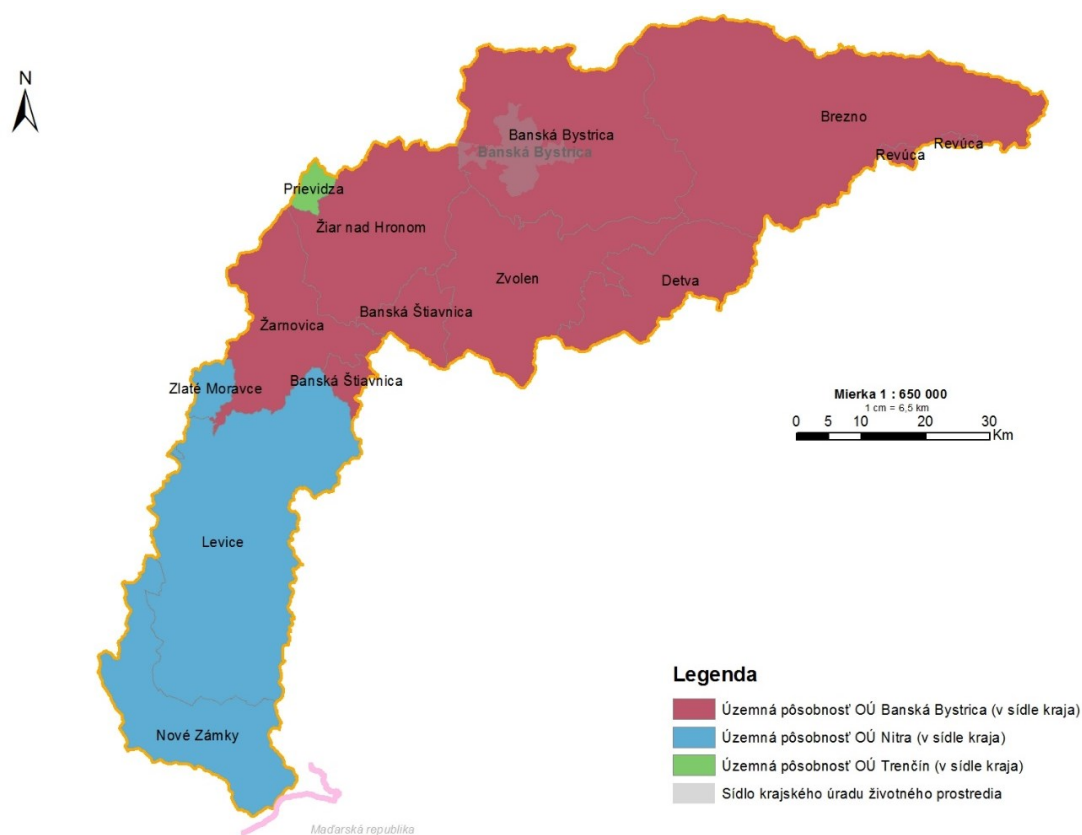 N
Banská Bystrica
Banská Bystrica
Brezno
Revúca
Revúca
Prievidza
Žiar nad Hronom
Zvolen
Detva
Banská Štiavnica
Žarnovica
Zlaté Moravce
Banská Štiavnica
Mierka 1 : 650 000
1 cm = 6,5 km
0 5 10 20 30
Km
Levice
Nové Zámky
Maďarská republika
Legenda
Územná pôsobnosť OÚ Banská Bystrica (v sídle kraja)
Územná pôsobnosť OÚ Nitra (v sídle kraja)
Územná pôsobnosť OÚ Trenčín (v sídle kraja)
Sídlo krajského úradu životného prostredia